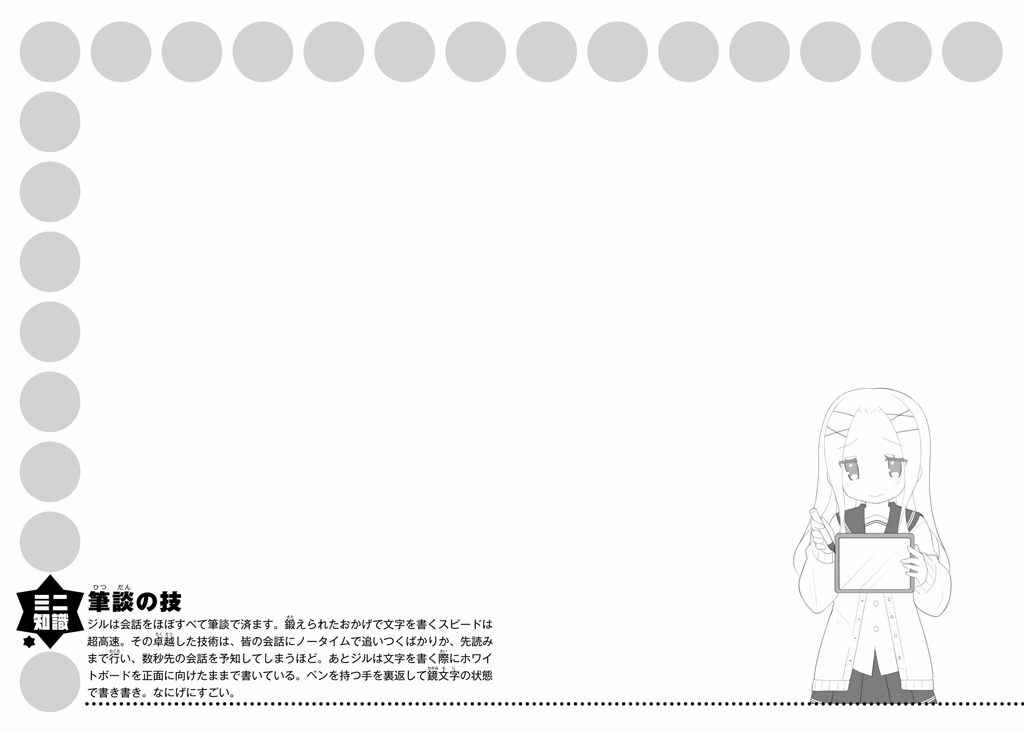 ミニ
知識
筆談の技
ジルは会話をほぼすべて筆談で済ます。鍛えられたおかげで文字を書くスピードは
超高速。その卓越した技術は、皆の会話にノータイムで追いつくばかりか、先読み
まで行い、数秒先の会話を予知してしまうほど。あとジルは文字を書く際にホワイ
トボードを正面に向けたままで書いている。ペンを持つ手を裏返して鏡文字の状態
で書き書き。なにげにすごい。